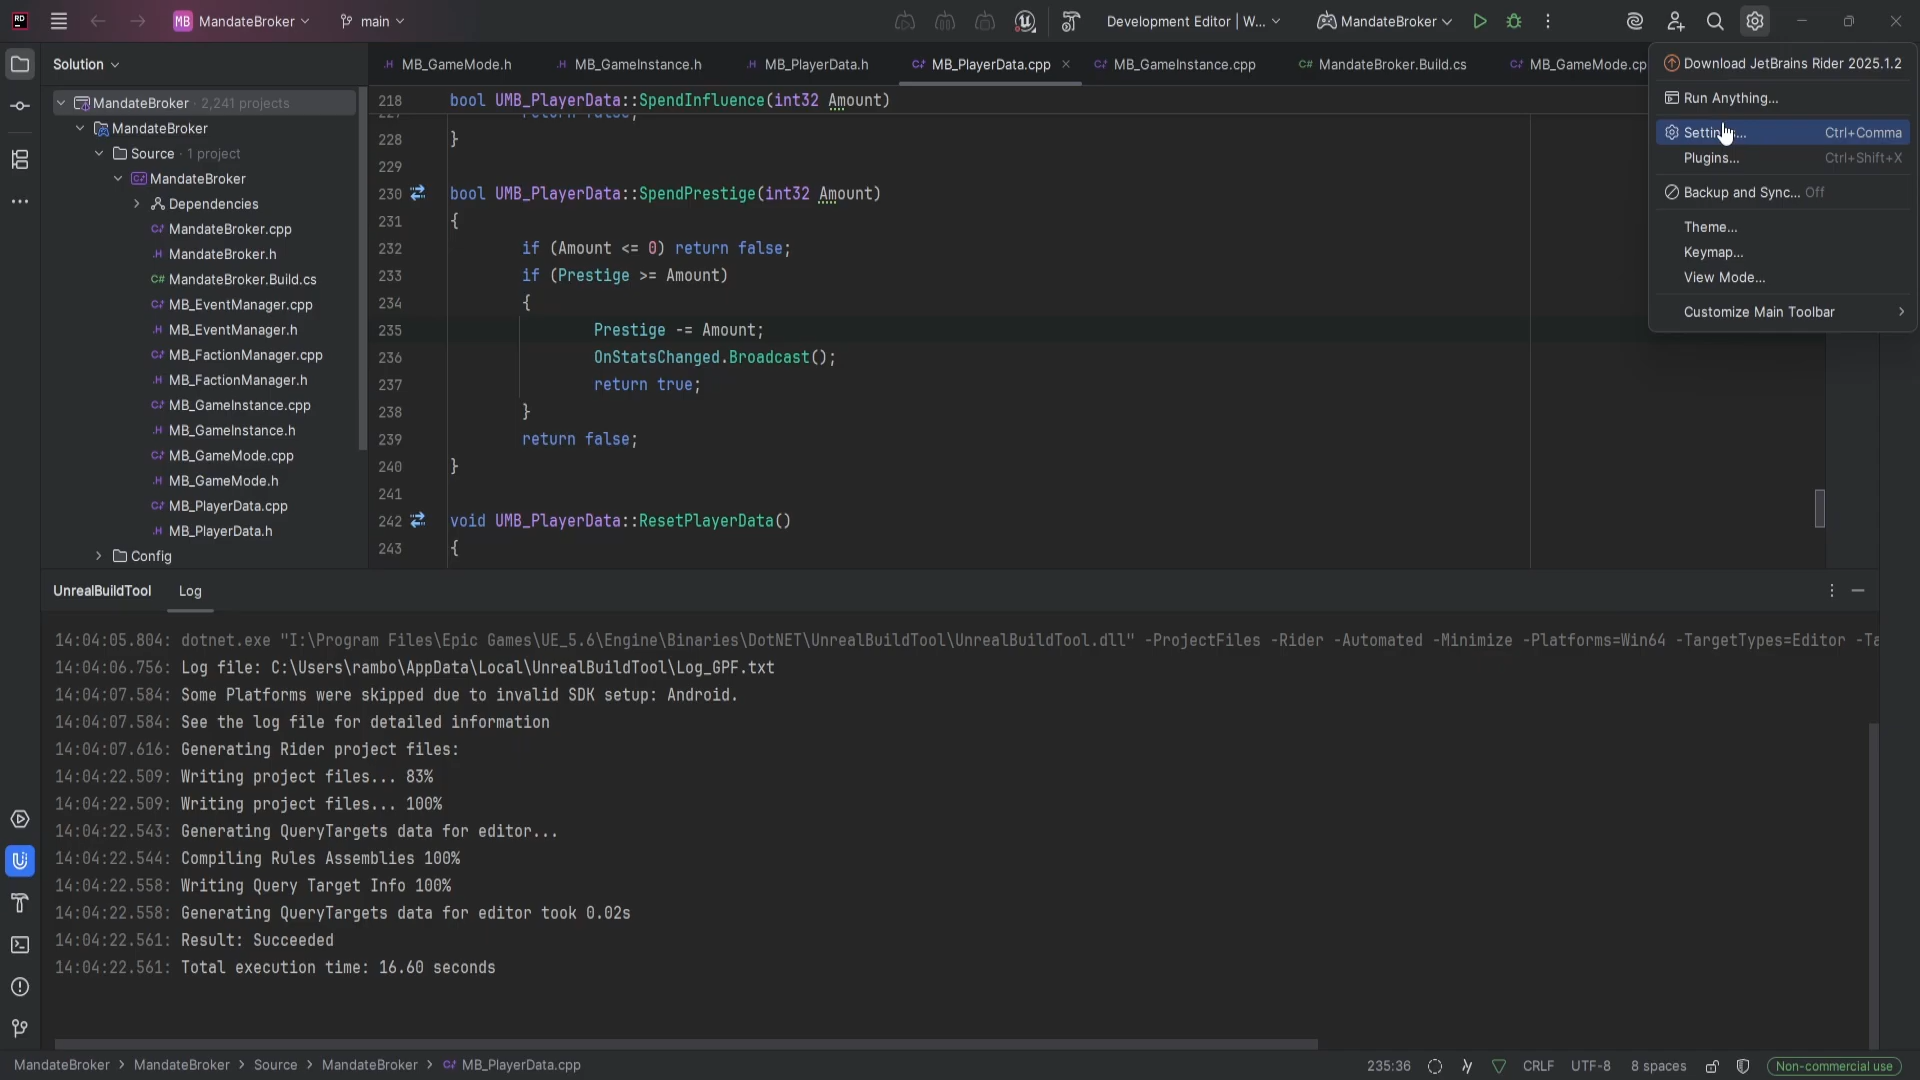 RD MB MandateBroker main Development Editor | W... MandateBroker
Solution
MandateBroker · 2,241 projects
MandateBroker
Source · 1 project
MandateBroker
Dependencies
MandateBroker.cpp
MandateBroker.h
MandateBroker.Build.cs
MB_EventManager.cpp
MB_EventManager.h
MB_FactionManager.cpp
MB_FactionManager.h
MB_GameInstance.cpp
MB_GameInstance.h
MB_GameMode.cpp
MB_GameMode.h
MB_PlayerData.cpp
MB_PlayerData.h
Config
MB_GameMode.h MB_GameInstance.h MB_PlayerData.h MB_PlayerData.cpp MB_GameInstance.cpp MandateBroker.Build.cs MB_GameMode.cp
218 bool UMB_PlayerData::SpendInfluence(int32 Amount)
228 }
229
230 bool UMB_PlayerData::SpendPrestige(int32 Amount)
231 {
232 if (Amount <= 0) return false;
233 if (Prestige >= Amount)
234 {
235 Prestige -= Amount;
236 OnStatsChanged.Broadcast();
237 return true;
238 }
239 return false;
240 }
241
242 void UMB_PlayerData::ResetPlayerData()
243 {
Download JetBrains Rider 2025.1.2
Run Anything...
Settin ... Ctrl+Comma
Plugins... Ctrl+Shift+X
Backup and Sync... Off
Theme...
Keymap...
View Mode...
Customize Main Toolbar
UnrealBuildTool Log
14:04:05.804: dotnet.exe "I:\Program Files\Epic Games\UE_5.6\Engine\Binaries\DotNET\UnrealBuildTool\UnrealBuildTool.dll" -ProjectFiles -Rider -Automated -Minimize -Platforms=Win64 -TargetTypes=Editor -Ta
14:04:06.756: Log file: C:\Users\rambo\AppData\Local\UnrealBuildTool\Log_GPF.txt
14:04:07.584: Some Platforms were skipped due to invalid SDK setup: Android.
14:04:07.584: See the log file for detailed information
14:04:07.616: Generating Rider project files:
14:04:22.509: Writing project files... 83%
14:04:22.509: Writing project files... 100%
14:04:22.543: Generating QueryTargets data for editor...
14:04:22.544: Compiling Rules Assemblies 100%
14:04:22.558: Writing Query Target Info 100%
14:04:22.558: Generating QueryTargets data for editor took 0.02s
14:04:22.561: Result: Succeeded
14:04:22.561: Total execution time: 16.60 seconds
MandateBroker > MandateBroker > Source > MandateBroker > MB_PlayerData.cpp 235:36 CRLF UTF-8 8 spaces Non-commercial use